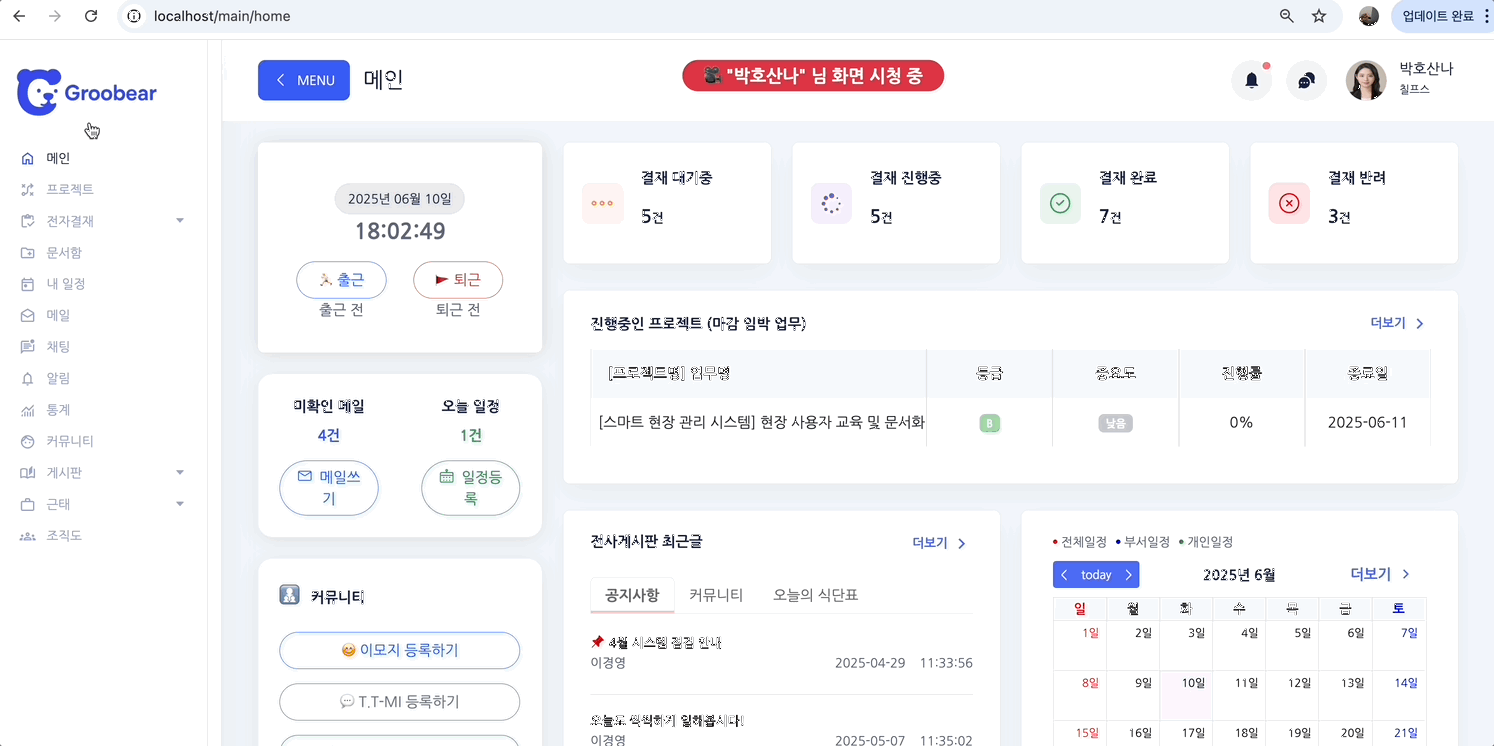 localhost/main/home
업데이트 완료
Groobear
MENU
메인
"박호산나" 님 화면 시청 중
박호산나
칠프스
메인
프로젝트
전자결재
문서함
내 일정
메일
채팅
알림
통계
커뮤니티
게시판
근태
조직도
2025년 06월 10일
18:02:49
출근
퇴근
출근 전
퇴근 전
결재 대기중
5건
결재 진행중
5건
결재 완료
7건
결재 반려
3건
진행중인 프로젝트 (마감 임박 업무)
더보기
[프로젝트명] 업무명
등급
중요도
진행률
종료일
[스마트 현장 관리 시스템] 현장 사용자 교육 및 문서화
B
낮음
0%
2025-06-11
미확인 메일
오늘 일정
4건
1건
메일쓰기
일정등록
커뮤니티
이모지 등록하기
T.T-MI 등록하기
전사게시판 최근글
더보기
공지사항
커뮤니티
오늘의 식단표
4월 시스템 점검 안내
이경영
2025-04-29 11:33:56
오늘도 씩씩하게 일해봅시다!
이경영
2025-05-07 11:35:02
전체일정 부서일정 개인일정
today
2025년 6월
더보기
일 월 화 수 목 금 토
1일 2일 3일 4일 5일 6일 7일
8일 9일 10일 11일 12일 13일 14일
15일 16일 17일 18일 19일 20일 21일